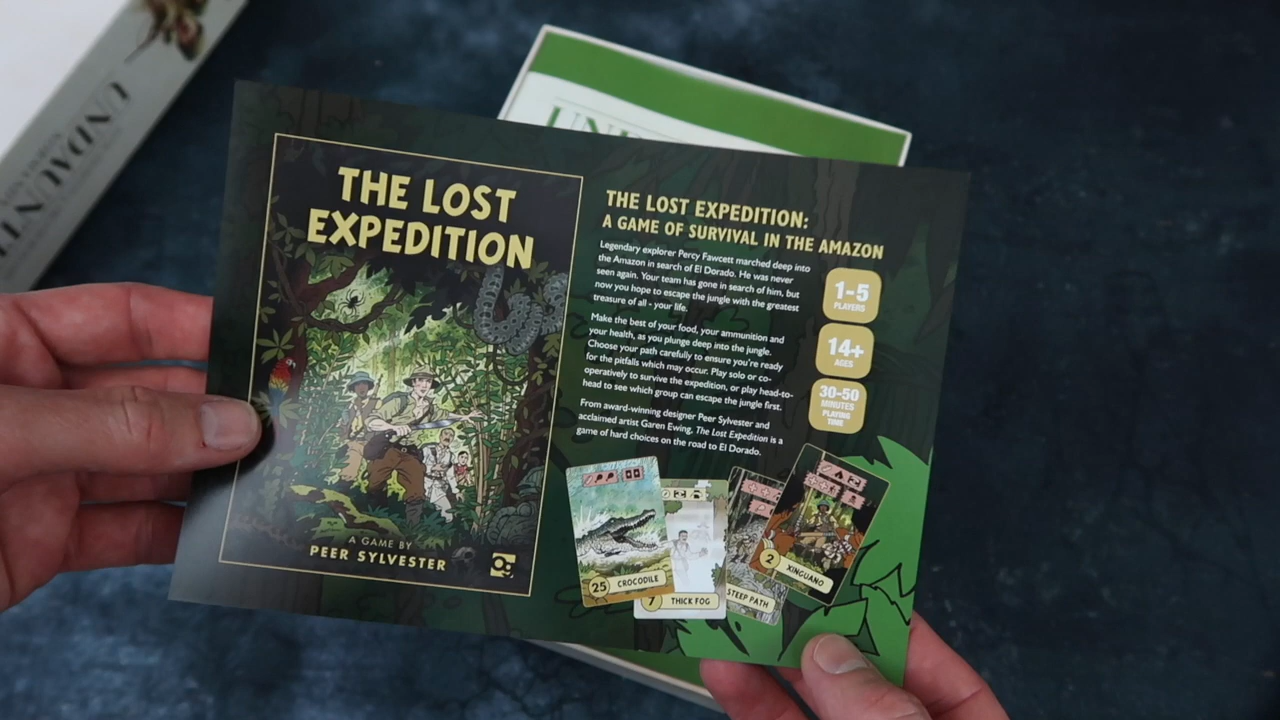 UNDAUNTED
THE LOST
EXPEDITION
A GAME BY
PEER SYLVESTER
THE LOST EXPEDITION:
A GAME OF SURVIVAL IN THE AMAZON
Legendary explorer Percy Fawcett marched deep into
the Amazon in search of El Dorado. He was never
seen again. Your team has gone in search of him, but
now you hope to escape the jungle with the greatest
treasure of all - your life.
Make the best of your food, your ammunition and
your health, as you plunge deep into the jungle.
Choose your path carefully to ensure you're ready
for the pitfalls which may occur. Play solo or co-
operatively to survive the expedition, or play head-to-
head to see which group can escape the jungle first.
From award-winning designer Peer Sylvester and
acclaimed artist Garen Ewing, The Lost Expedition is a
game of hard choices on the road to El Dorado.
1-5
PLAYERS
14+
AGES
30-50
MINUTES
PLAYING
TIME
25 CROCODILE
7 THICK FOG
STEEP PATH
2 XINGUANO